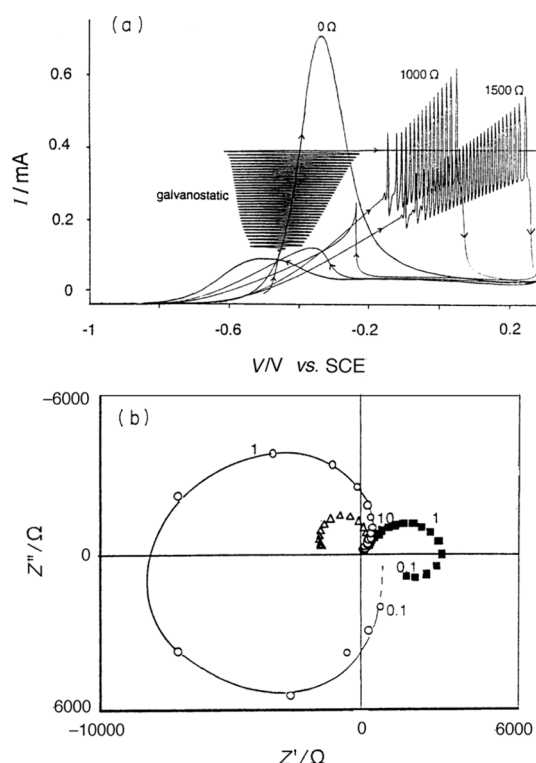 (a)
0 Ω
0.6
1000 Ω
1500 Ω
I/mA
0.4
galvanostatic
0.2
0
-1
-0.6
-0.2
0.2
V/V vs. SCE
-6000
(b)
1
10
1
Z″/Ω
0
0.1
0.1
6000
-10000
0
6000
Z′/Ω